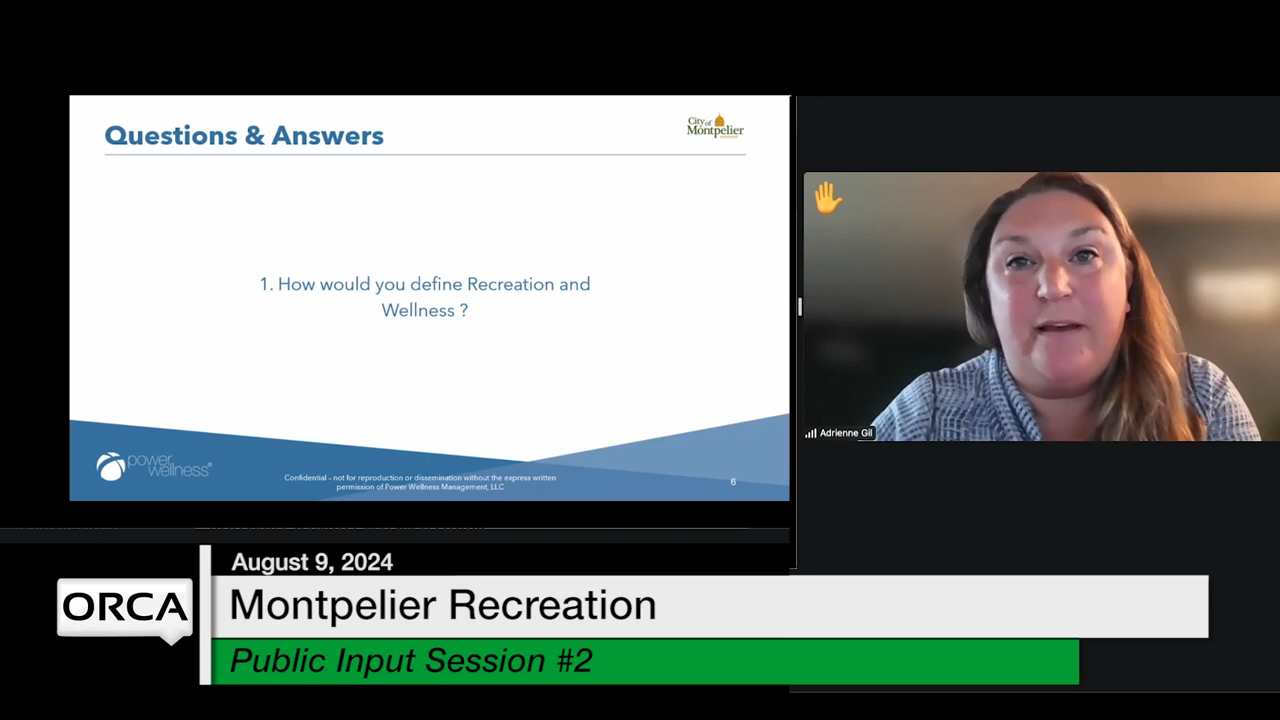 Questions & Answers
City of
Montpelier
1. How would you define Recreation and
Wellness ?
power
wellness®
Confidential - not for reproduction or dissemination without the express written
permission of Power Wellness Management, LLC
6
Adrienne Gil
August 9, 2024
ORCA
Montpelier Recreation
Public Input Session #2